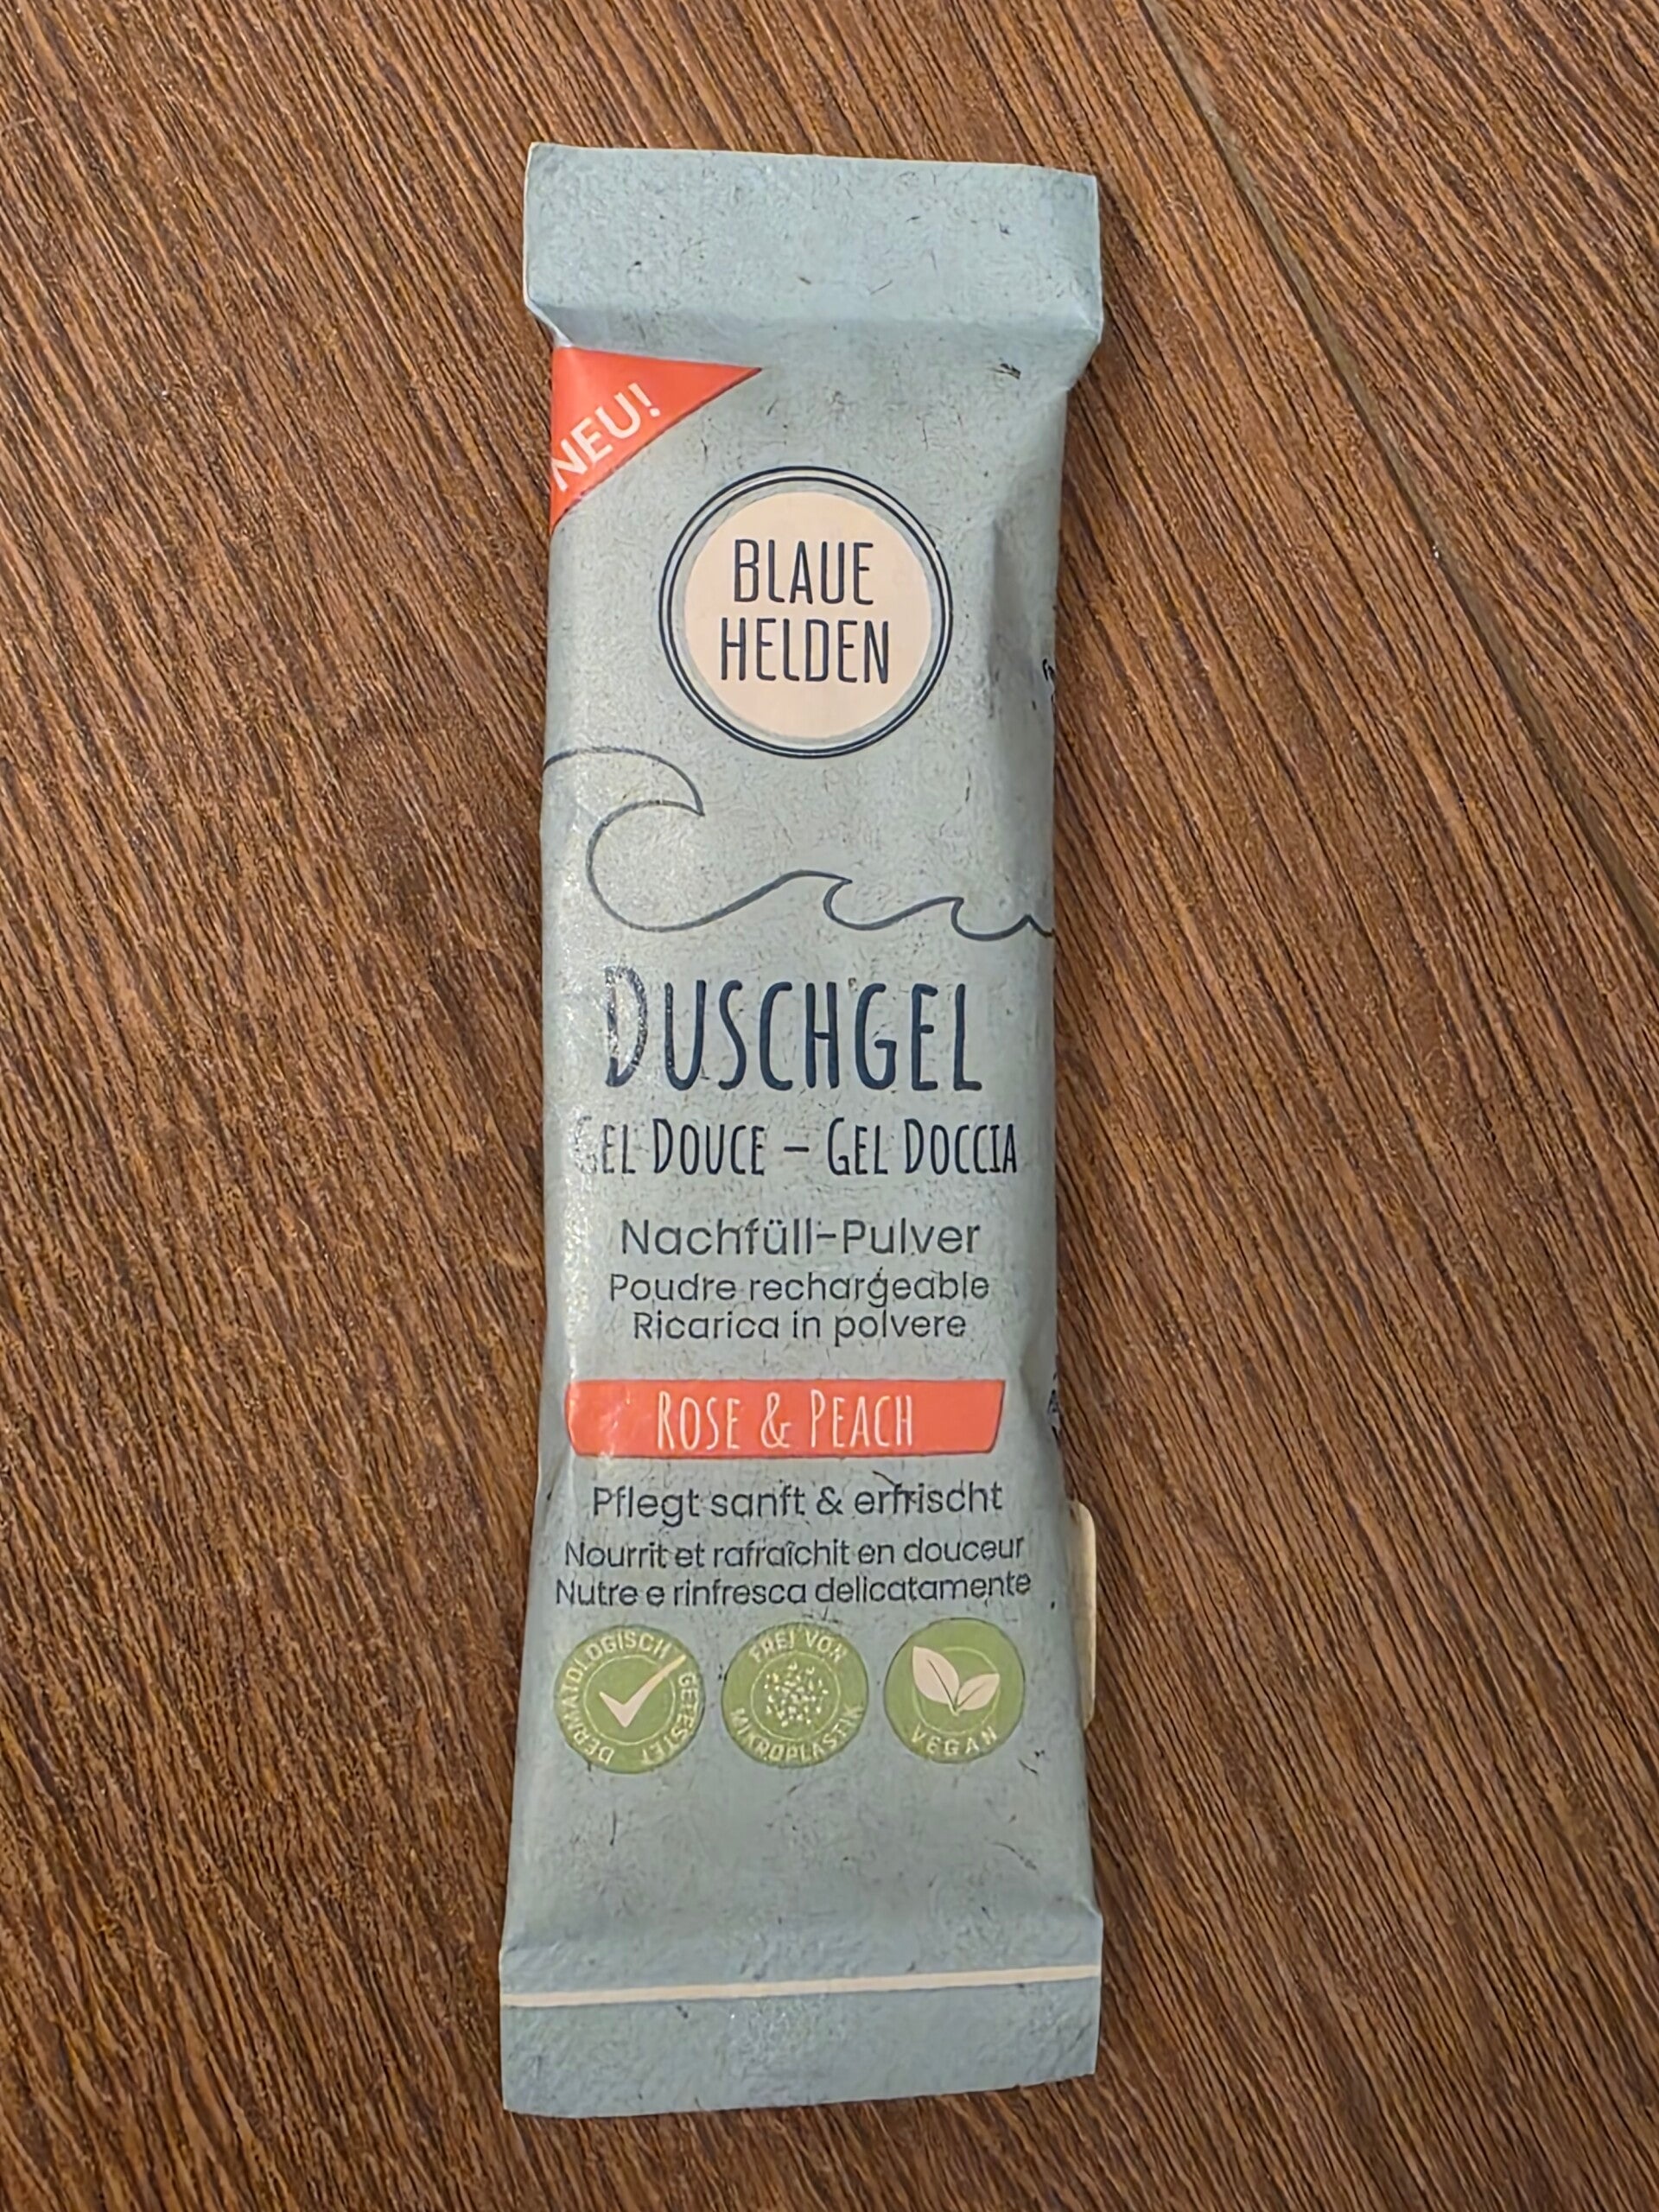 NEU!
BLAUE
HELDEN
DUSCHGEL
GEL DOUCE – GEL DOCCIA
Nachfüll-Pulver
Poudre rechargeable
Ricarica in polvere
ROSE & PEACH
Pflegt sanft & erfrischt
Nourrit et rafraîchit en douceur
Nutre e rinfresca delicatamente
DERMATOLOGISCH GETESTET
FREI VON MIKROPLASTIK
VEGAN